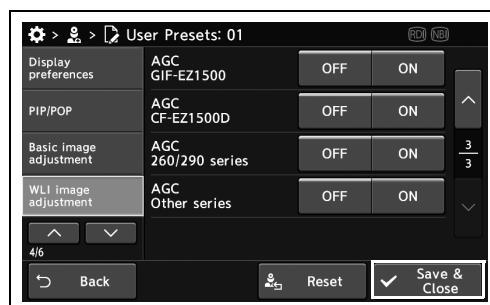 > > User Presets: 01 RDI NBI
Display
preferences
PIP/POP
Basic image
adjustment
WLI image
adjustment
4/6
AGC
GIF-EZ1500 OFF ON
AGC
CF-EZ1500D OFF ON
AGC
260/290 series OFF ON
AGC
Other series OFF ON
3
3
Back
Reset
Save &
Close